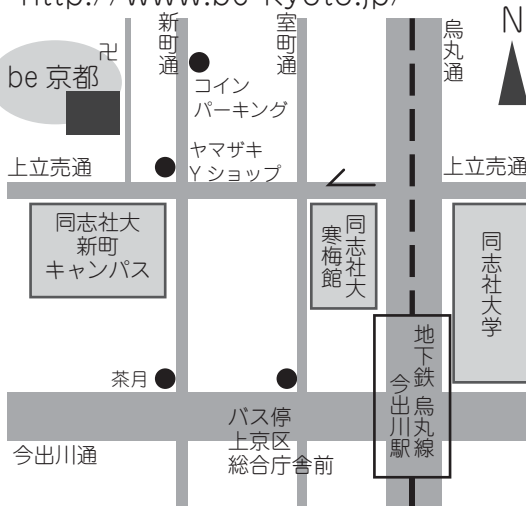 http://www.be-kyoto.jp/
新町通
室町通
烏丸通
N
卍
be 京都
コイン
パーキング
ヤマザキ
Yショップ
上立売通
上立売通
同志社大
新町
キャンパス
同志社大
寒梅館
同志社大学
地下鉄 烏丸線
今出川駅
茶月
バス停
上京区
総合庁舎前
今出川通